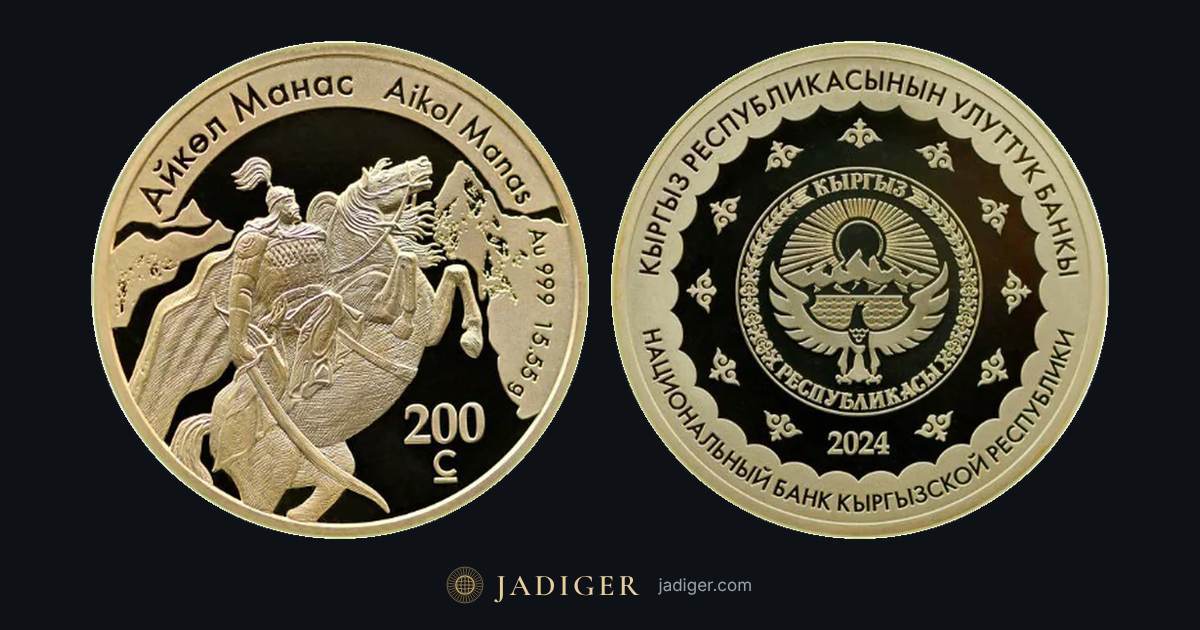 Айкөл Манас Aikol Manas
Au 999 15.55 g
200
с
КЫРГЫЗ РЕСПУБЛИКАСЫНЫН УЛУТТУК БАНКЫ
КЫРГЫЗ
РЕСПУБЛИКАСЫ
2024
НАЦИОНАЛЬНЫЙ БАНК КЫРГЫЗСКОЙ РЕСПУБЛИКИ
JADIGER jadiger.com